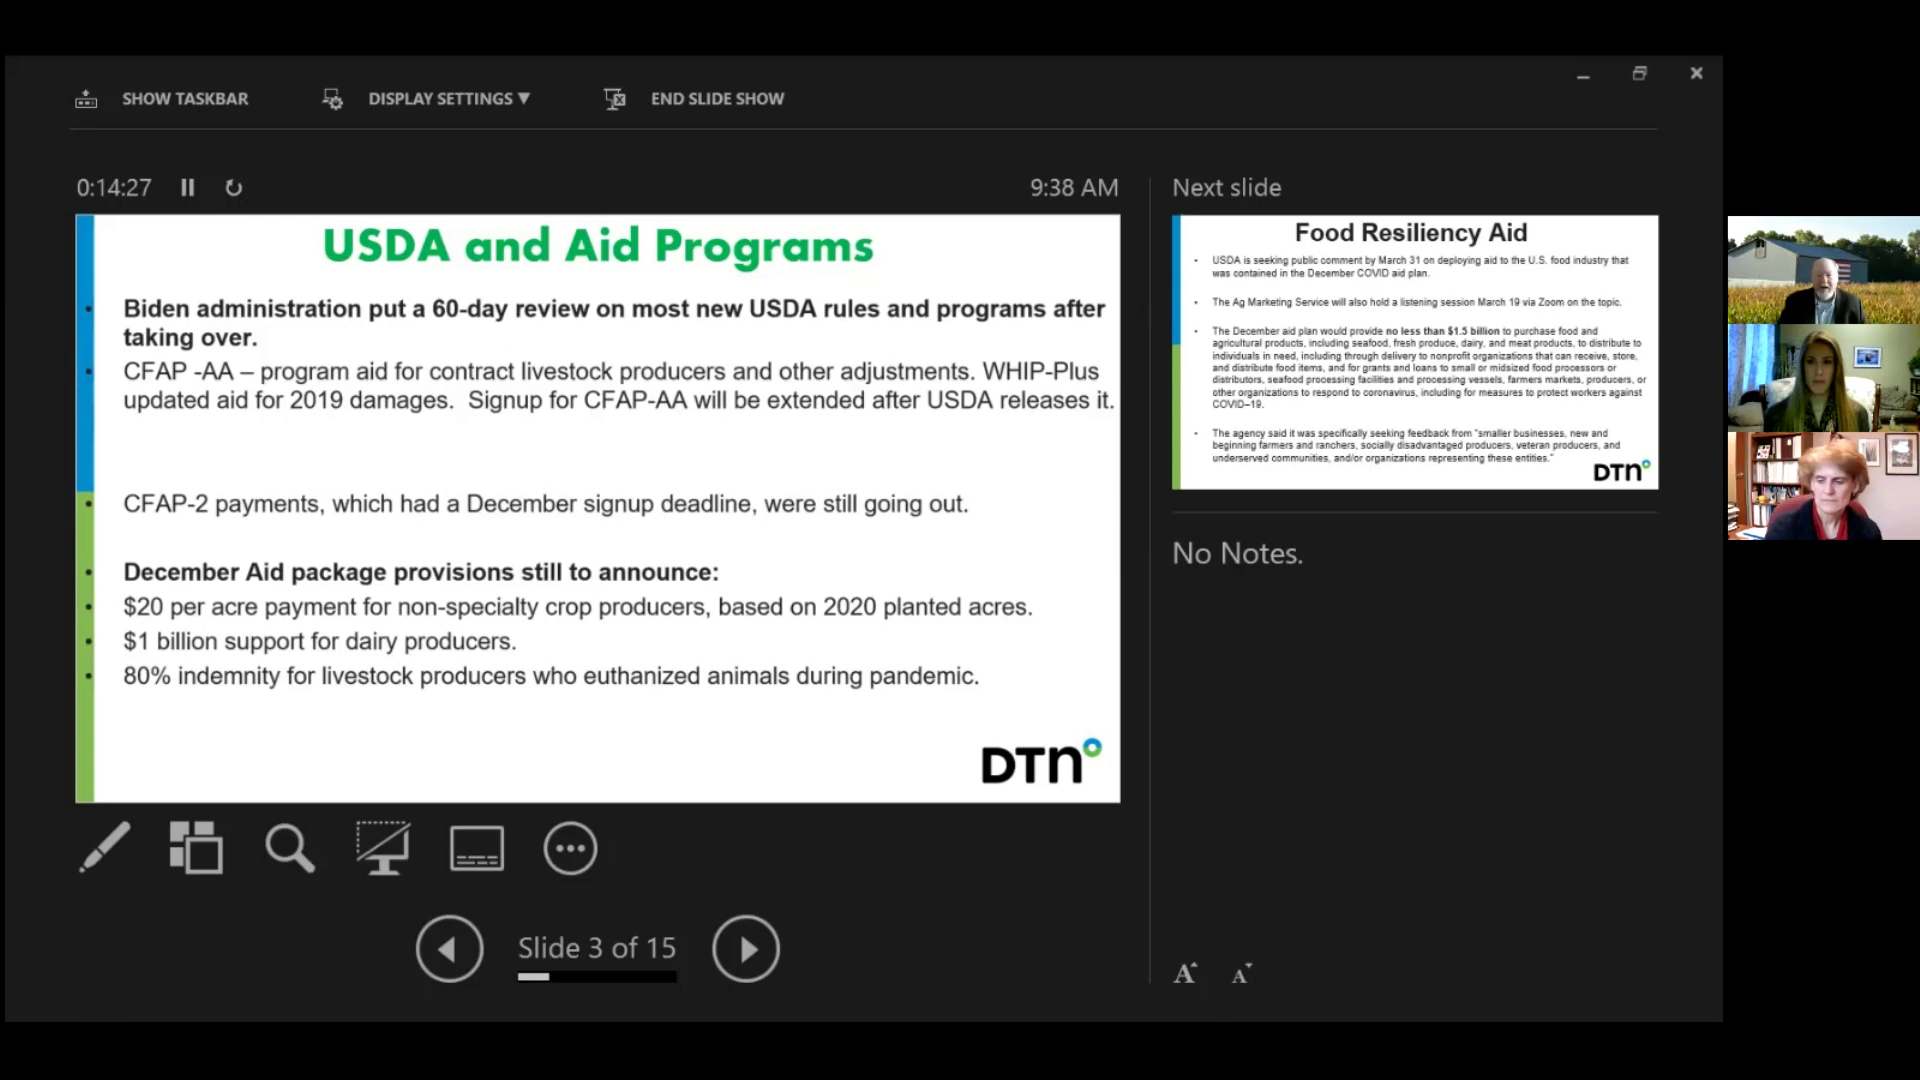 SHOW TASKBAR
DISPLAY SETTINGS ▼
END SLIDE SHOW
0:14:27
9:38 AM
USDA and Aid Programs
• Biden administration put a 60-day review on most new USDA rules and programs after
taking over.
• CFAP -AA – program aid for contract livestock producers and other adjustments. WHIP-Plus
updated aid for 2019 damages.  Signup for CFAP-AA will be extended after USDA releases it.
• CFAP-2 payments, which had a December signup deadline, were still going out.
• December Aid package provisions still to announce:
• $20 per acre payment for non-specialty crop producers, based on 2020 planted acres.
• $1 billion support for dairy producers.
• 80% indemnity for livestock producers who euthanized animals during pandemic.
DTN
Slide 3 of 15
Next slide
Food Resiliency Aid
• USDA is seeking public comment by March 31 on deploying aid to the U.S. food industry that
was contained in the December COVID aid plan.
• The Ag Marketing Service will also hold a listening session March 19 via Zoom on the topic.
• The December aid plan would provide no less than $1.5 billion to purchase food and
agricultural products, including seafood, fresh produce, dairy, and meat products, to distribute to
individuals in need, including through delivery to nonprofit organizations that can receive, store,
and distribute food items, and for grants and loans to small or midsized food processors or
distributors, seafood processing facilities and processing vessels, farmers markets, producers, or
other organizations to respond to coronavirus, including for measures to protect workers against
COVID–19.
• The agency said it was specifically seeking feedback from "smaller businesses, new and
beginning farmers and ranchers, socially disadvantaged producers, veteran producers, and
underserved communities, and/or organizations representing these entities."
DTN
No Notes.
A A